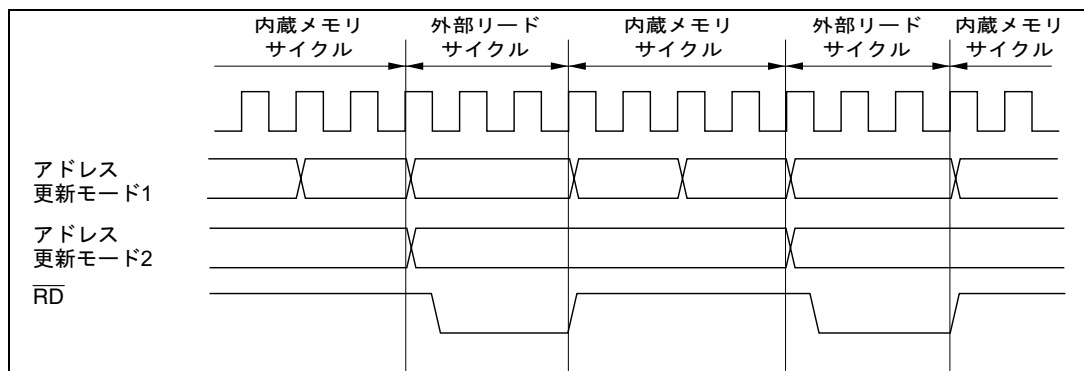 内蔵メモリ
サイクル
外部リード
サイクル
内蔵メモリ
サイクル
外部リード
サイクル
内蔵メモリ
サイクル
アドレス
更新モード1
アドレス
更新モード2
RD